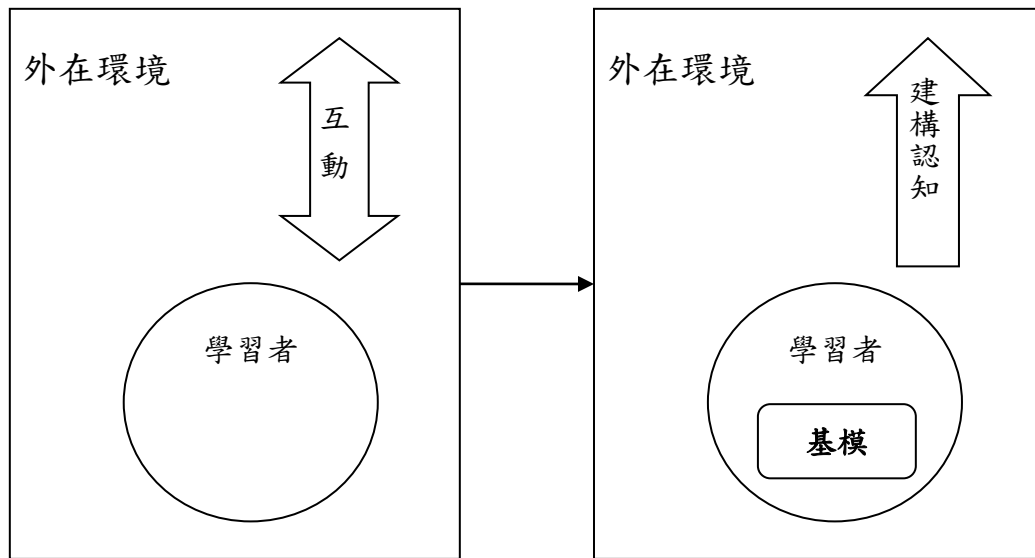 外在環境
互動
學習者
外在環境
建構認知
學習者
基模